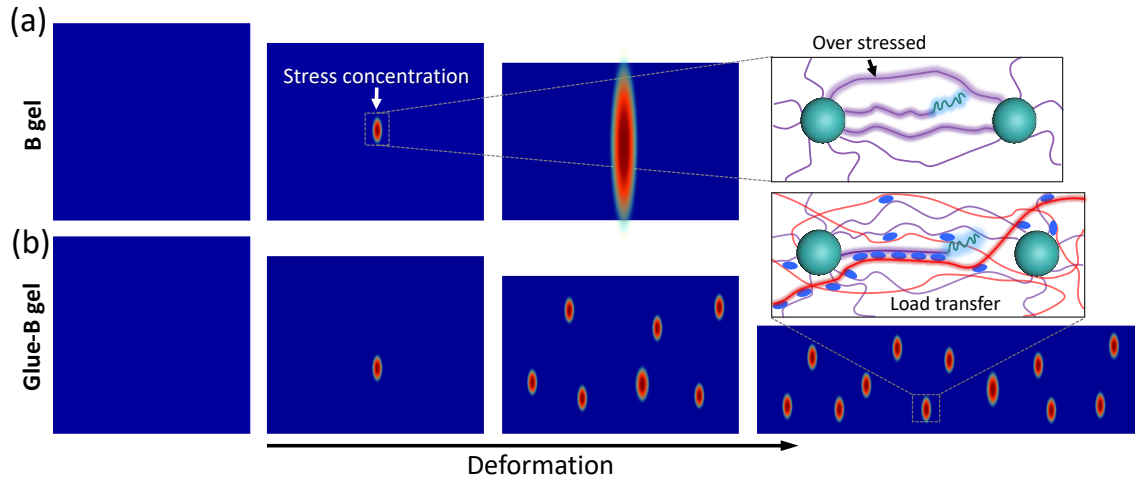 (a)
B gel
Stress concentration
Over stressed
(b)
Glue-B gel
Load transfer
Deformation